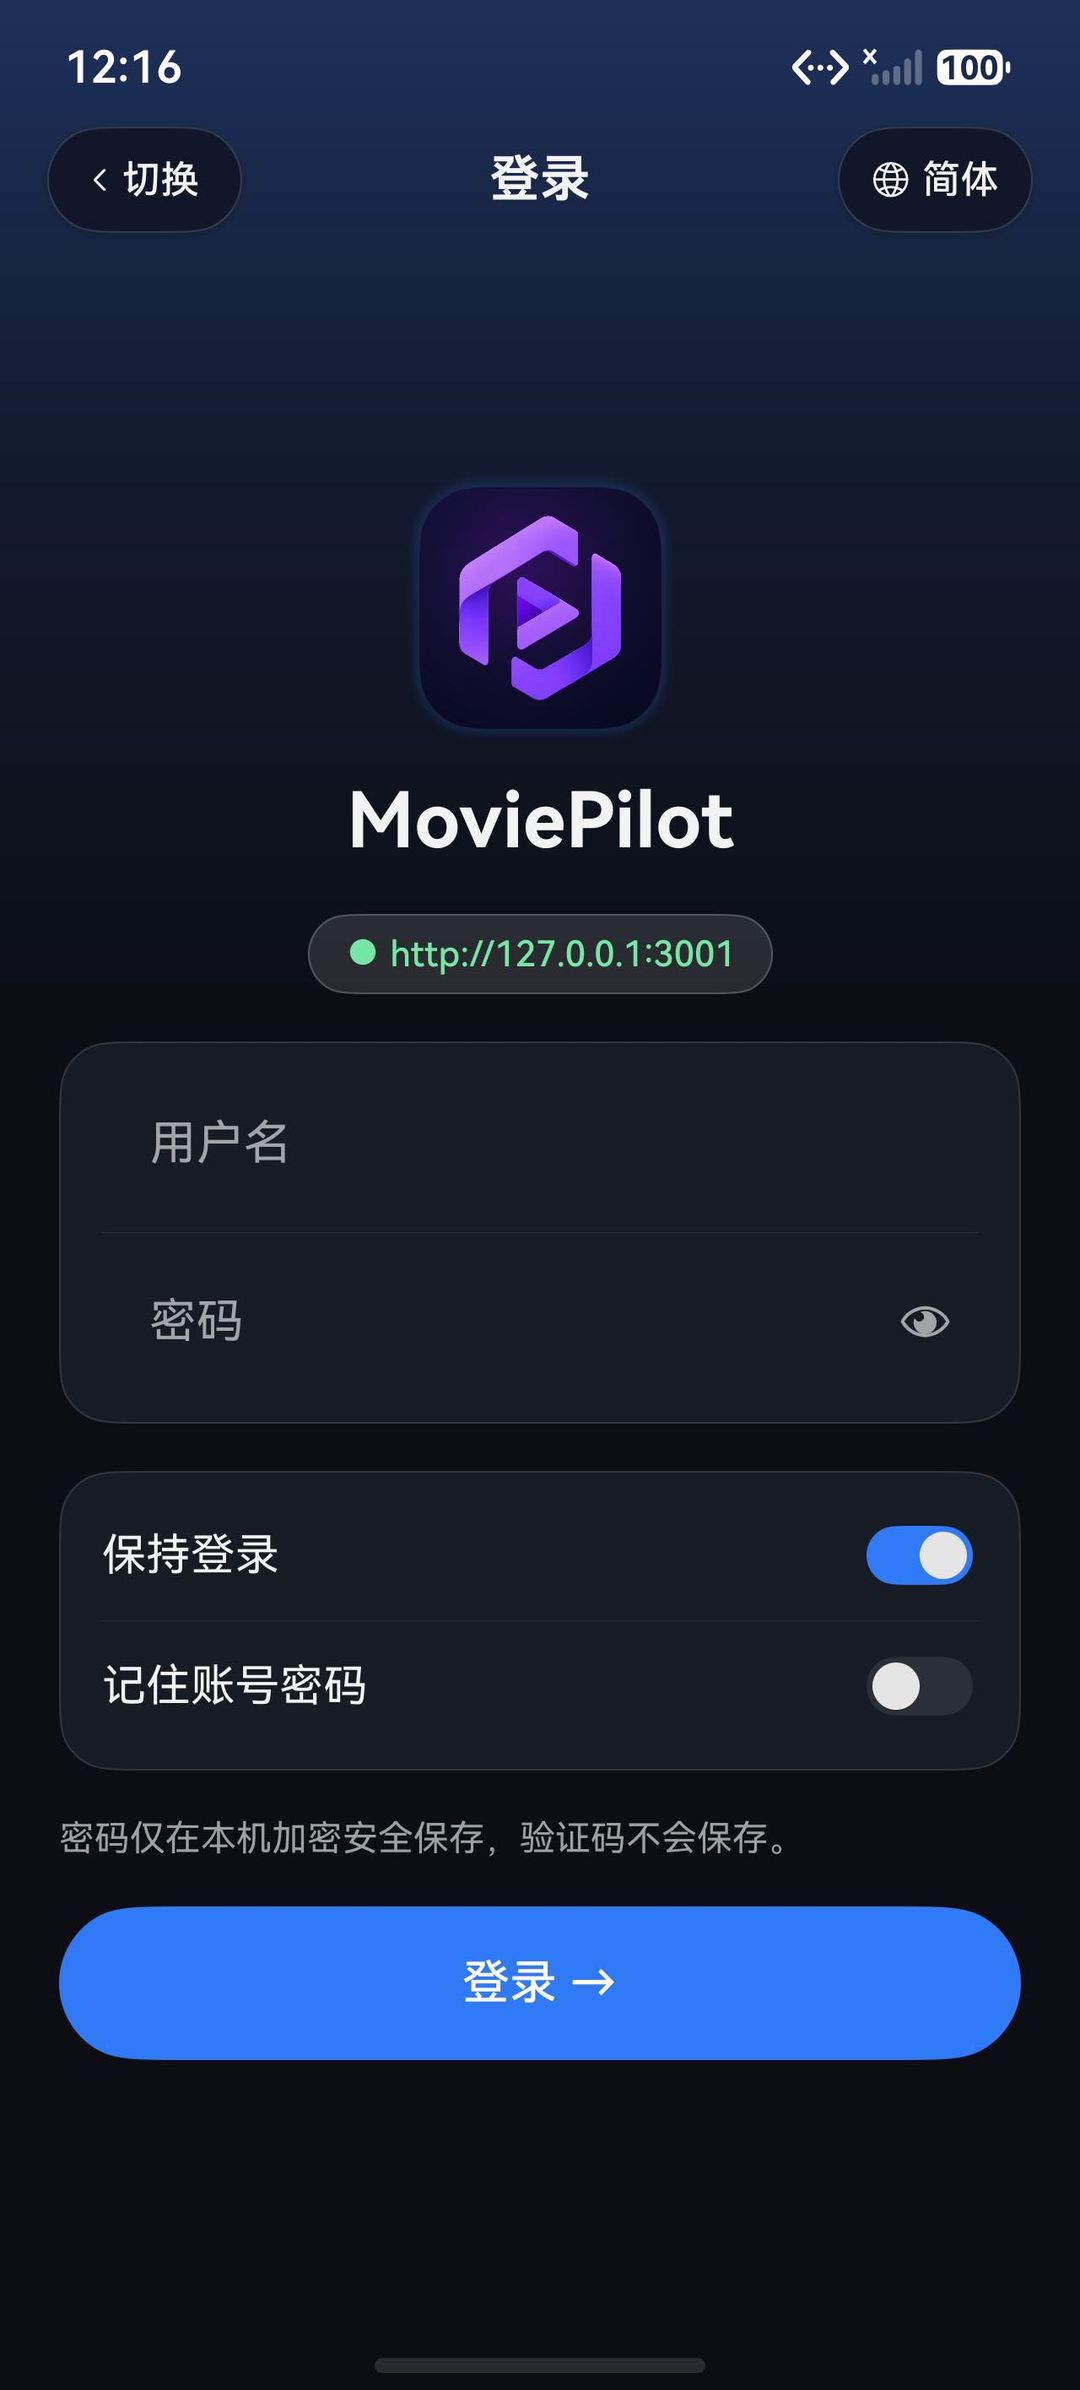 12:16
100
切换
登录
简体
MoviePilot
http://127.0.0.1:3001
用户名
密码
保持登录
记住账号密码
密码仅在本机加密安全保存，验证码不会保存。
登录 →